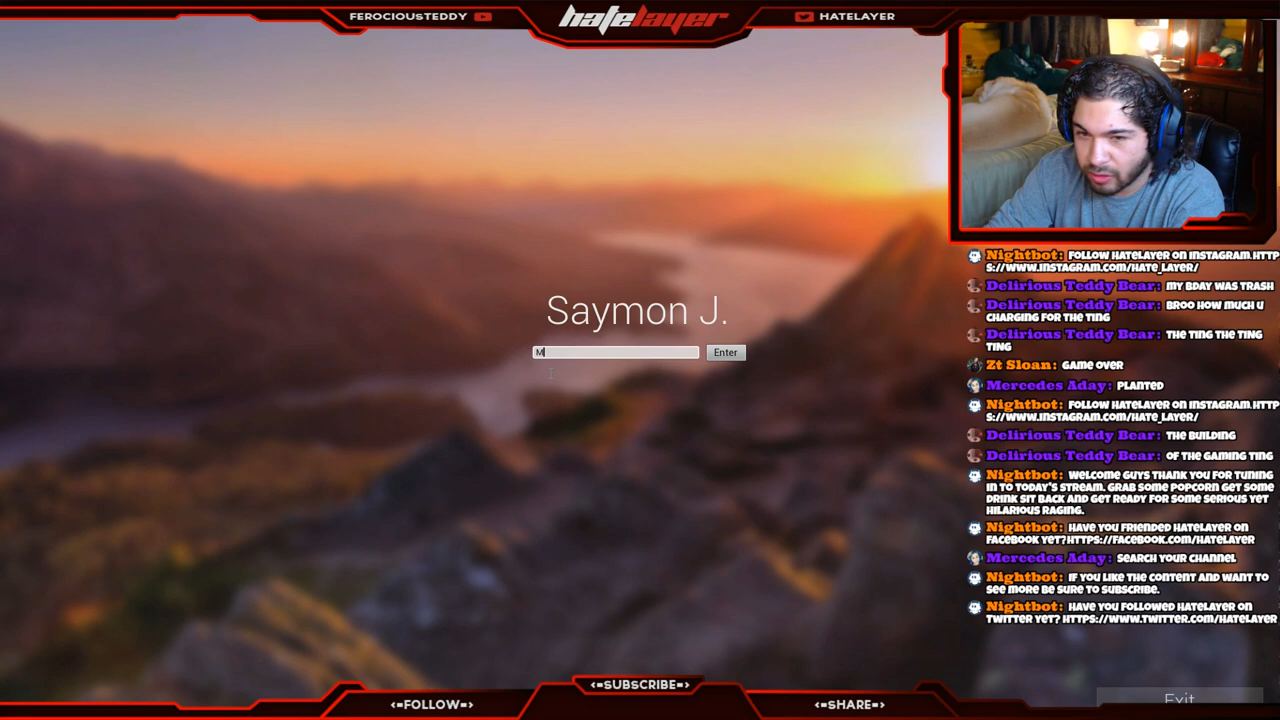 FEROCIOUSTEDDY
hatelayer
HATELAYER
Saymon J.
M
Enter
Nightbot: FOLLOW HATELAYER ON INSTAGRAM.HTTP
S://WWW.INSTAGRAM.COM/HATE_LAYER/
Delirious Teddy Bear: MY BDAY WAS TRASH
Delirious Teddy Bear: BROO HOW MUCH U
CHARGING FOR THE TING
Delirious Teddy Bear: THE TING THE TING
TING
Zt Sloan: GAME OVER
Mercedes Aday: PLANTED
Nightbot: FOLLOW HATELAYER ON INSTAGRAM.HTTP
S://WWW.INSTAGRAM.COM/HATE_LAYER/
Delirious Teddy Bear: THE BUILDING
Delirious Teddy Bear: OF THE GAMING TING
Nightbot: WELCOME GUYS THANK YOU FOR TUNING
IN TO TODAY'S STREAM. GRAB SOME POPCORN GET SOME
DRINK SIT BACK AND GET READY FOR SOME SERIOUS YET
HILARIOUS RAGING.
Nightbot: HAVE YOU FRIENDED HATELAYER ON
FACEBOOK YET?HTTPS://FACEBOOK.COM/HATELAYER
Mercedes Aday: SEARCH YOUR CHANNEL
Nightbot: IF YOU LIKE THE CONTENT AND WANT TO
SEE MORE BE SURE TO SUBSCRIBE.
Nightbot: HAVE YOU FOLLOWED HATELAYER ON
TWITTER YET? HTTPS://WWW.TWITTER.COM/HATELAYER
<=SUBSCRIBE=>
<=FOLLOW=>
<=SHARE=>
Exit